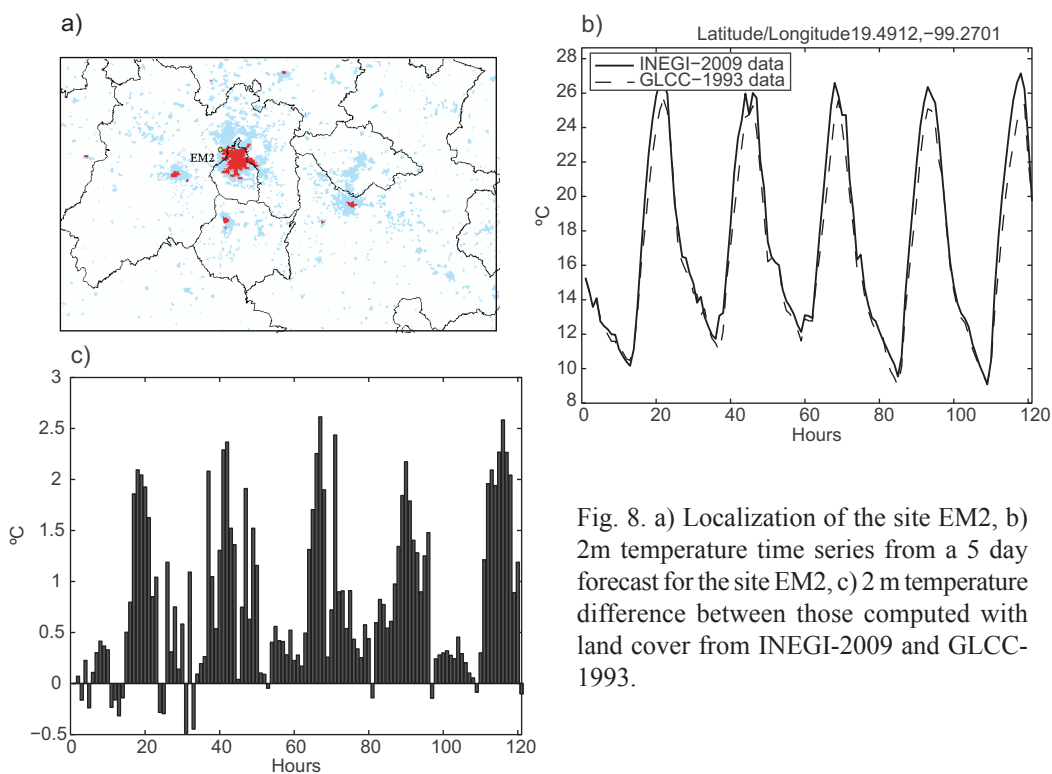 a)
EM2
b)
Latitude/Longitude19.4912,−99.2701
28
26
24
22
20
18
16
14
12
10
8
ºC
INEGI−2009 data
GLCC−1993 data
0 20 40 60 80 100 120
Hours
c)
3
2.5
2
1.5
1
0.5
0
−0.5
ºC
0 20 40 60 80 100 120
Hours
Fig. 8. a) Localization of the site EM2, b)
2m temperature time series from a 5 day
forecast for the site EM2, c) 2 m temperature
difference between those computed with
land cover from INEGI-2009 and GLCC-
1993.